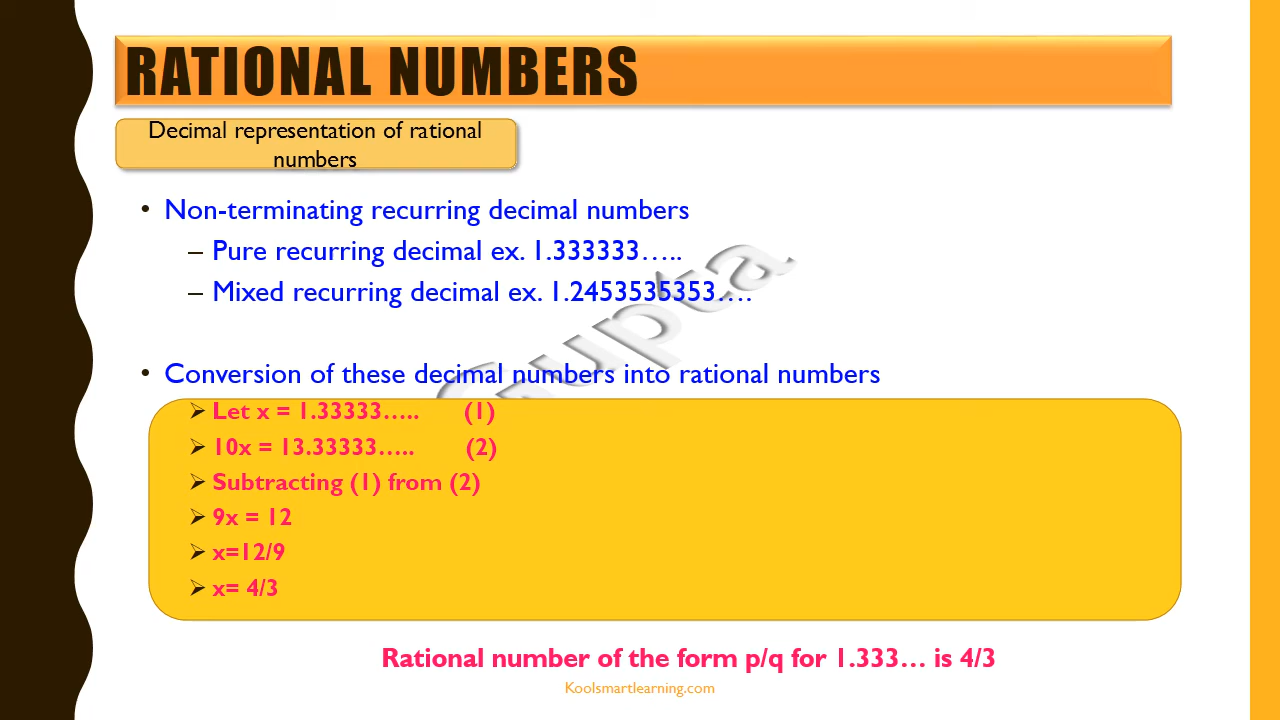 RATIONAL NUMBERS
Decimal representation of rational
numbers
• Non-terminating recurring decimal numbers
– Pure recurring decimal ex. 1.333333…..
– Mixed recurring decimal ex. 1.2453535353….
• Conversion of these decimal numbers into rational numbers
➢ Let x = 1.33333….. (1)
➢ 10x = 13.33333….. (2)
➢ Subtracting (1) from (2)
➢ 9x = 12
➢ x=12/9
➢ x= 4/3
Rational number of the form p/q for 1.333… is 4/3
Koolsmartlearning.com
Gupta